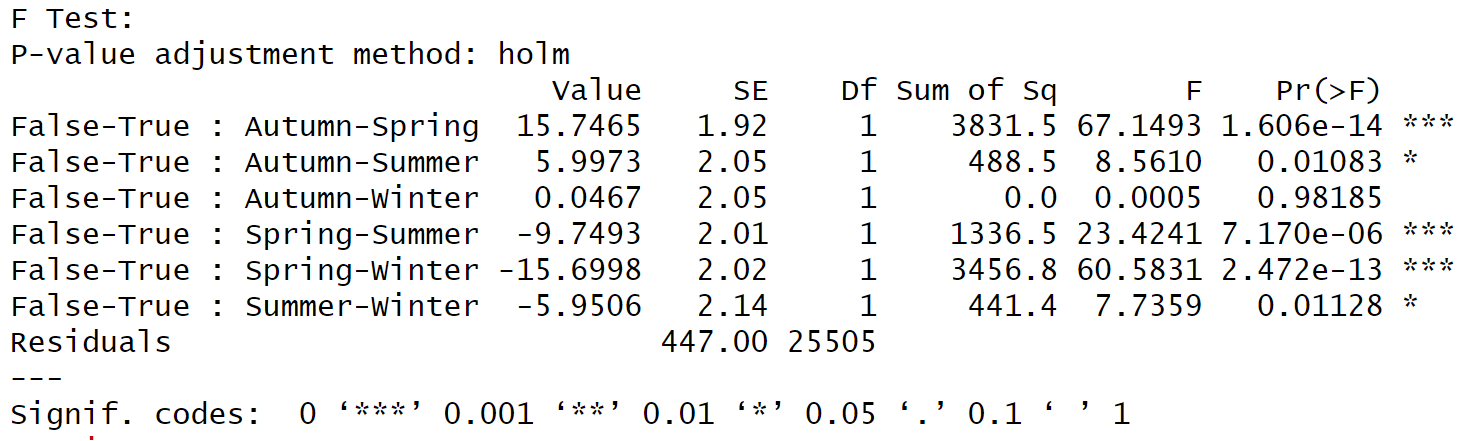 F Test:
P-value adjustment method: holm
Value SE Df Sum of Sq F Pr(>F)
False-True : Autumn-Spring 15.7465 1.92 1 3831.5 67.1493 1.606e-14 ***
False-True : Autumn-Summer 5.9973 2.05 1 488.5 8.5610 0.01083 *
False-True : Autumn-Winter 0.0467 2.05 1 0.0 0.0005 0.98185
False-True : Spring-Summer -9.7493 2.01 1 1336.5 23.4241 7.170e-06 ***
False-True : Spring-Winter -15.6998 2.02 1 3456.8 60.5831 2.472e-13 ***
False-True : Summer-Winter -5.9506 2.14 1 441.4 7.7359 0.01128 *
Residuals 447.00 25505
---
Signif. codes: 0 ‘***’ 0.001 ‘**’ 0.01 ‘*’ 0.05 ‘.’ 0.1 ‘ ’ 1